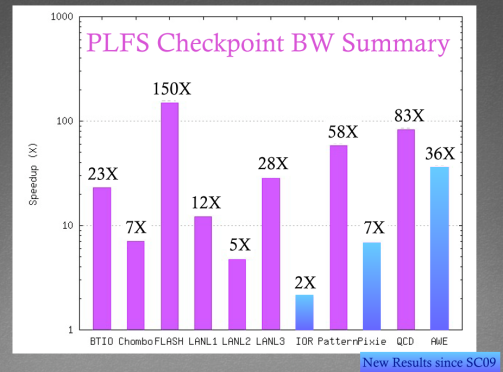 PLFS Checkpoint BW Summary
1000
100
10
1
Speedup (X)
23X
7X
150X
12X
5X
28X
2X
58X
7X
83X
36X
BTIO Chombo FLASH LANL1 LANL2 LANL3 IOR Pattern Pixie QCD AWE
New Results since SC09